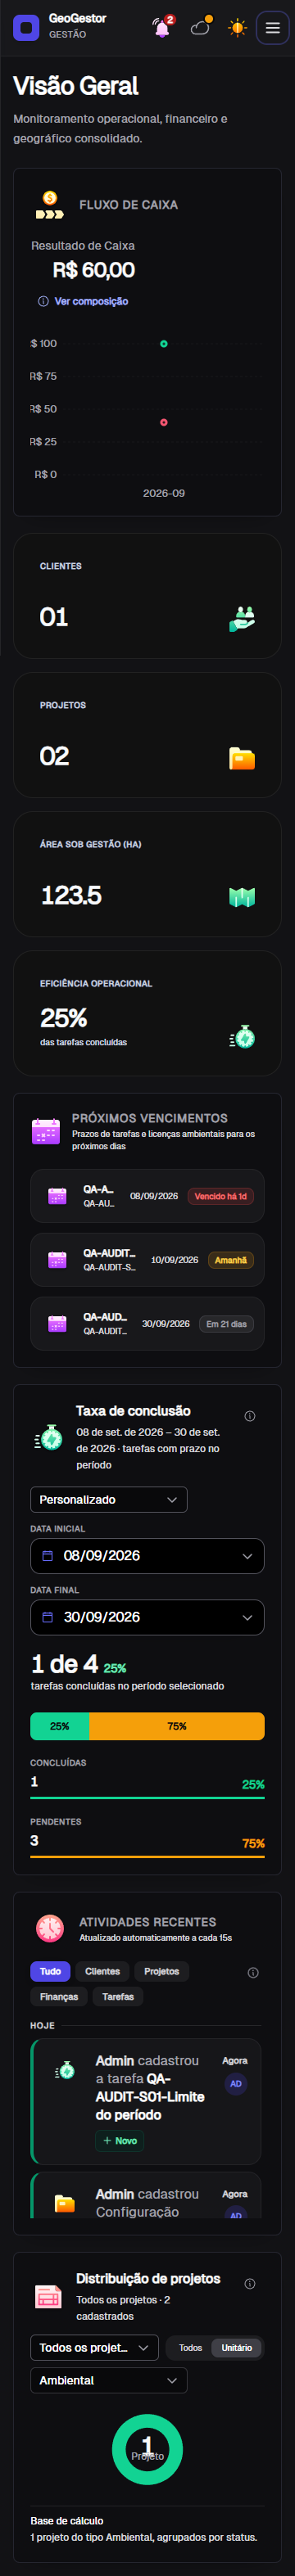 GeoGestor
GESTÃO
2
Visão Geral
Monitoramento operacional, financeiro e
geográfico consolidado.
FLUXO DE CAIXA
Resultado de Caixa
R$ 60,00
Ver composição
$ 100
R$ 75
R$ 50
R$ 25
R$ 0
2026-09
CLIENTES
01
PROJETOS
02
ÁREA SOB GESTÃO (HA)
123.5
EFICIÊNCIA OPERACIONAL
25%
das tarefas concluídas
PRÓXIMOS VENCIMENTOS
Prazos de tarefas e licenças ambientais para os
próximos dias
QA-A... 08/09/2026 Vencido há 1d
QA-AU...
QA-AUDIT... 10/09/2026 Amanhã
QA-AUDIT-S...
QA-AUD... 30/09/2026 Em 21 dias
QA-AUDIT...
Taxa de conclusão
08 de set. de 2026 – 30 de set.
de 2026 · tarefas com prazo no
período
Personalizado
DATA INICIAL
08/09/2026
DATA FINAL
30/09/2026
1 de 4 25%
tarefas concluídas no período selecionado
25% 75%
CONCLUÍDAS
1 25%
PENDENTES
3 75%
ATIVIDADES RECENTES
Atualizado automaticamente a cada 15s
Tudo Clientes Projetos
Finanças Tarefas
HOJE
Admin cadastrou Agora
a tarefa QA- AD
AUDIT-S01-Limite
do período
+ Novo
Admin cadastrou Agora
Configuração AD
Distribuição de projetos
Todos os projetos · 2
cadastrados
Todos os projet... Todos Unitário
Ambiental
1
Projeto
Base de cálculo
1 projeto do tipo Ambiental, agrupados por status.